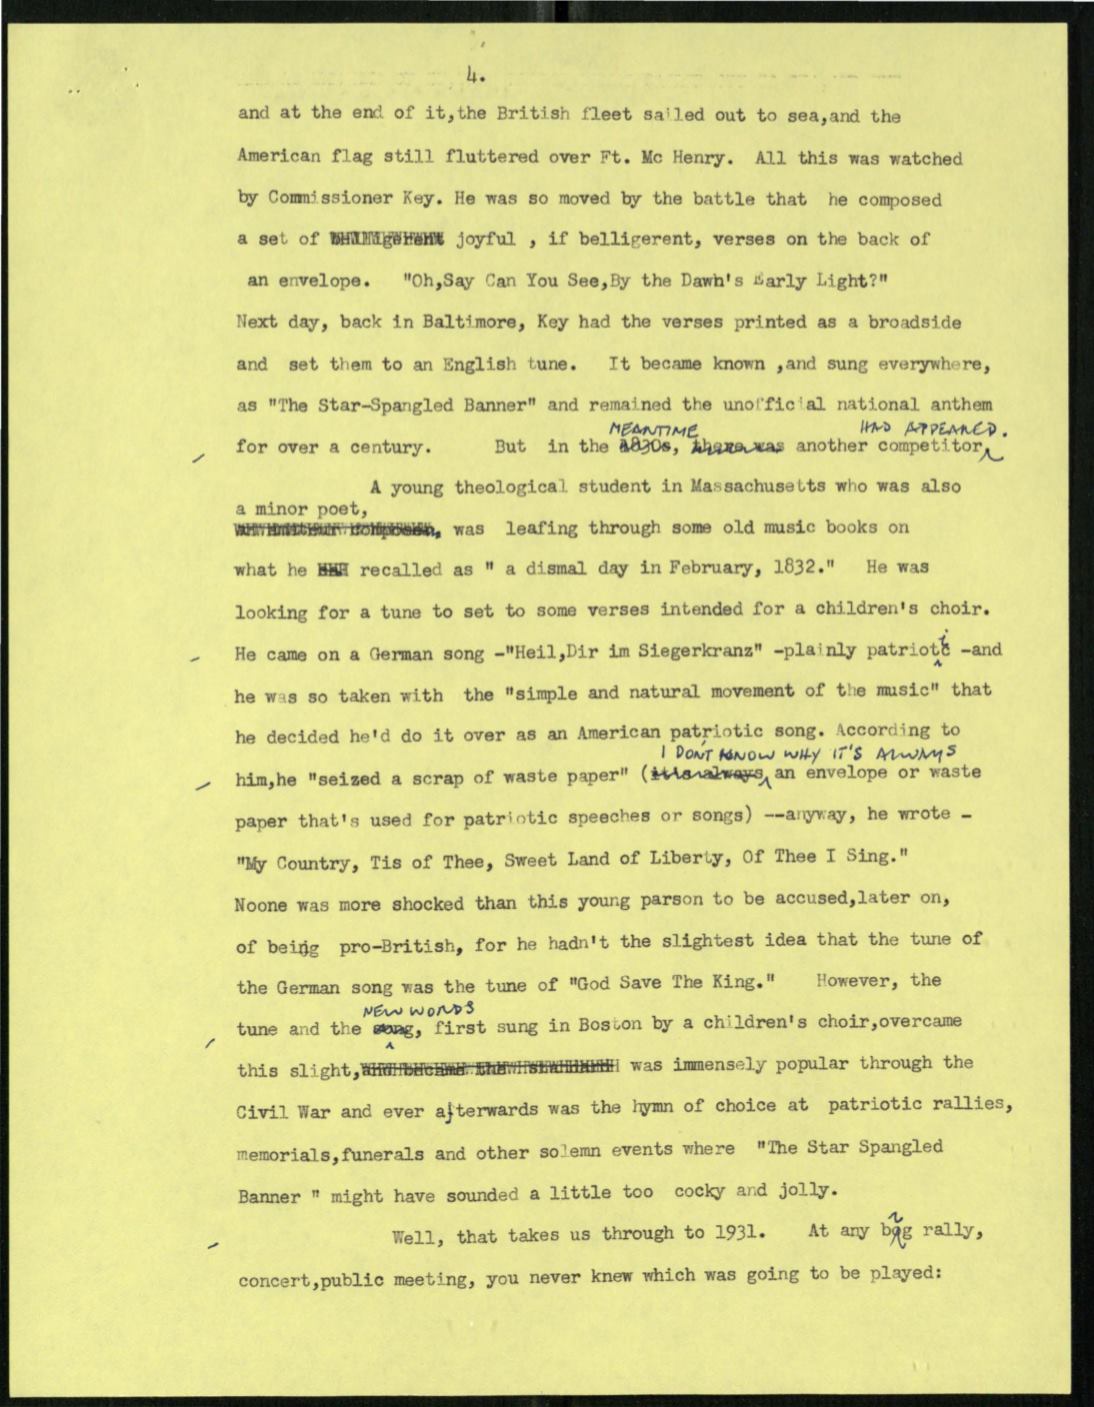 4.
and at the end of it,the British fleet sailed out to sea,and the
American flag still fluttered over Ft. Mc Henry. All this was watched
by Commissioner Key. He was so moved by the battle that he composed
a set of belligerent joyful , if belligerent, verses on the back of
an envelope. "Oh,Say Can You See,By the Dawh's Early Light?"
Next day, back in Baltimore, Key had the verses printed as a broadside
and set them to an English tune. It became known ,and sung everywhere,
as "The Star-Spangled Banner" and remained the unofficial national anthem
MEANTIME HAD APPEARED.
for over a century. But in the 1830s, there was another competitor
A young theological student in Massachusetts who was also
a minor poet,
an amateur composer, was leafing through some old music books on
what he recalled as " a dismal day in February, 1832." He was
looking for a tune to set to some verses intended for a children's choir.
He came on a German song -"Heil,Dir im Siegerkranz" -plainly patriotic -and
he was so taken with the "simple and natural movement of the music" that
he decided he'd do it over as an American patriotic song. According to
I DON'T KNOW WHY IT'S ALWAYS
him,he "seized a scrap of waste paper" (it's always, an envelope or waste
paper that's used for patriotic speeches or songs) --anyway, he wrote -
"My Country, Tis of Thee, Sweet Land of Liberty, Of Thee I Sing."
Noone was more shocked than this young parson to be accused,later on,
of being pro-British, for he hadn't the slightest idea that the tune of
the German song was the tune of "God Save The King." However, the
NEW WORDS
tune and the song, first sung in Boston by a children's choir,overcame
this slight,and became the standard was immensely popular through the
Civil War and ever afterwards was the hymn of choice at patriotic rallies,
memorials,funerals and other solemn events where "The Star Spangled
Banner " might have sounded a little too cocky and jolly.
Well, that takes us through to 1931. At any big rally,
concert,public meeting, you never knew which was going to be played: